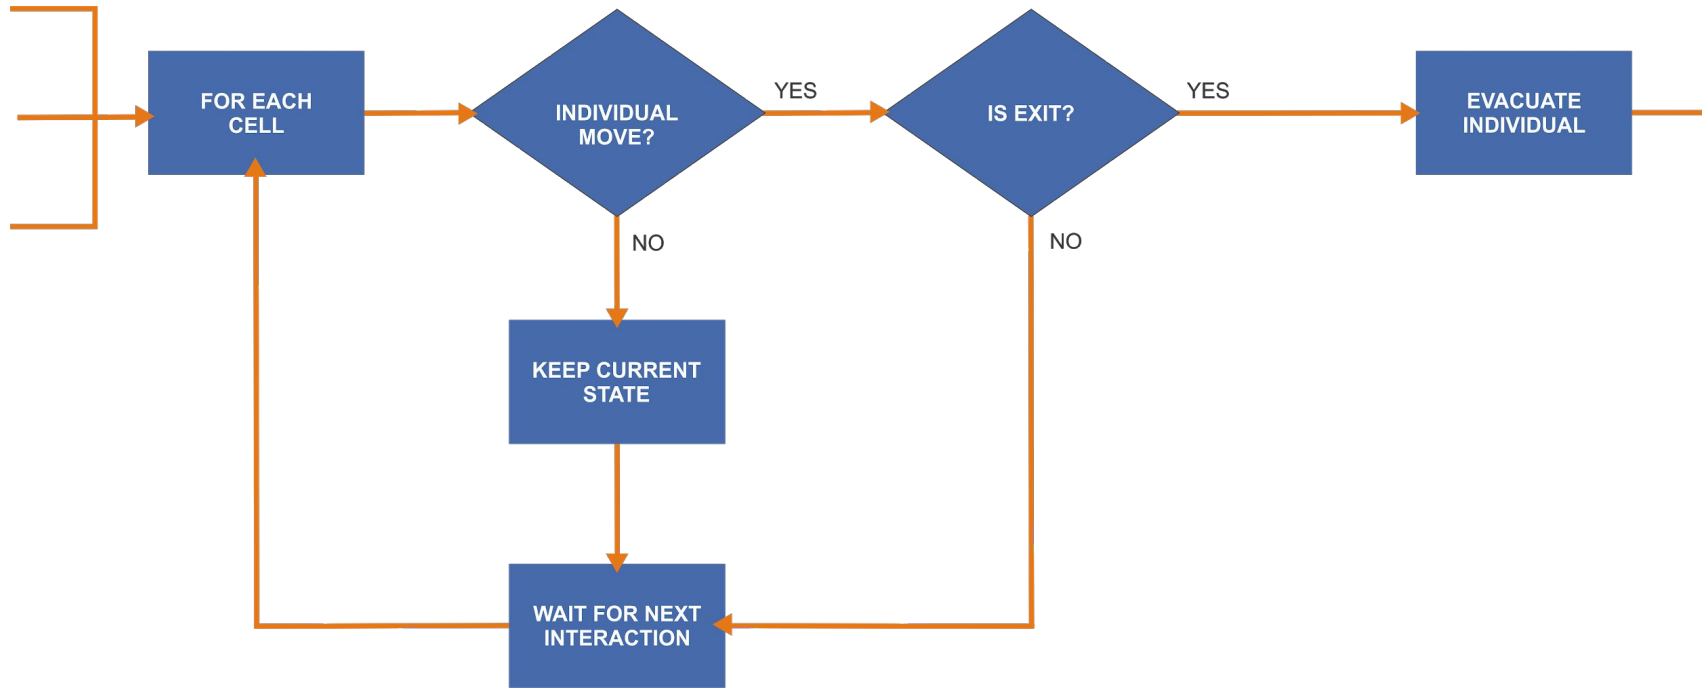 FOR EACH
CELL
INDIVIDUAL
MOVE?
YES
IS EXIT?
YES
EVACUATE
INDIVIDUAL
NO
NO
KEEP CURRENT
STATE
WAIT FOR NEXT
INTERACTION